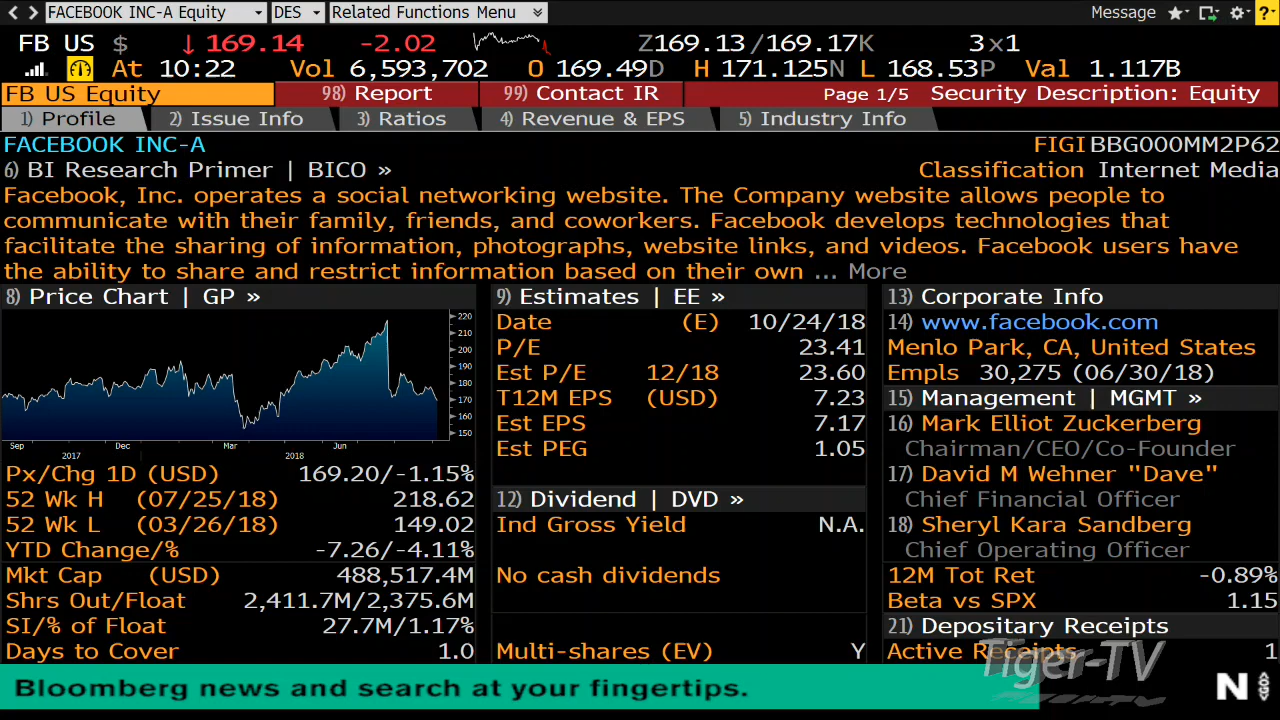 FACEBOOK INC-A Equity DES Related Functions Menu Message
FB US $ ↓ 169.14 -2.02 Z169.13/169.17K 3x1
At 10:22 Vol 6,593,702 O 169.49D H 171.125N L 168.53P Val 1.117B
FB US Equity 98) Report 99) Contact IR Page 1/5 Security Description: Equity
1) Profile 2) Issue Info 3) Ratios 4) Revenue & EPS 5) Industry Info
FACEBOOK INC-A FIGI BBG000MM2P62
6) BI Research Primer | BICO » Classification Internet Media
Facebook, Inc. operates a social networking website. The Company website allows people to
communicate with their family, friends, and coworkers. Facebook develops technologies that
facilitate the sharing of information, photographs, website links, and videos. Facebook users have
the ability to share and restrict information based on their own ... More
8) Price Chart | GP »
220
210
200
190
180
170
160
150
Sep Dec Mar Jun
2017 2018
Px/Chg 1D (USD) 169.20/-1.15%
52 Wk H (07/25/18) 218.62
52 Wk L (03/26/18) 149.02
YTD Change/% -7.26/-4.11%
Mkt Cap (USD) 488,517.4M
Shrs Out/Float 2,411.7M/2,375.6M
SI/% of Float 27.7M/1.17%
Days to Cover 1.0
9) Estimates | EE »
Date (E) 10/24/18
P/E 23.41
Est P/E 12/18 23.60
T12M EPS (USD) 7.23
Est EPS 7.17
Est PEG 1.05
12) Dividend | DVD »
Ind Gross Yield N.A.
No cash dividends
Multi-shares (EV) Y
13) Corporate Info
14) www.facebook.com
Menlo Park, CA, United States
Empls 30,275 (06/30/18)
15) Management | MGMT »
16) Mark Elliot Zuckerberg
Chairman/CEO/Co-Founder
17) David M Wehner "Dave"
Chief Financial Officer
18) Sheryl Kara Sandberg
Chief Operating Officer
12M Tot Ret -0.89%
Beta vs SPX 1.15
21) Depositary Receipts
Active Receipts 1
Tiger-TV
Bloomberg news and search at your fingertips.
N